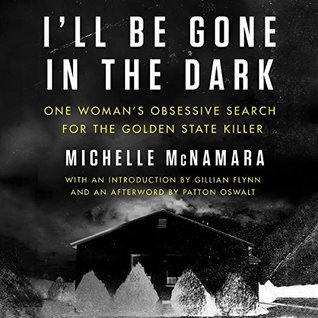 I'LL BE GONE
IN THE DARK
ONE WOMAN'S OBSESSIVE SEARCH
FOR THE GOLDEN STATE KILLER
MICHELLE McNAMARA
WITH AN INTRODUCTION BY GILLIAN FLYNN
AND AN AFTERWORD BY PATTON OSWALT